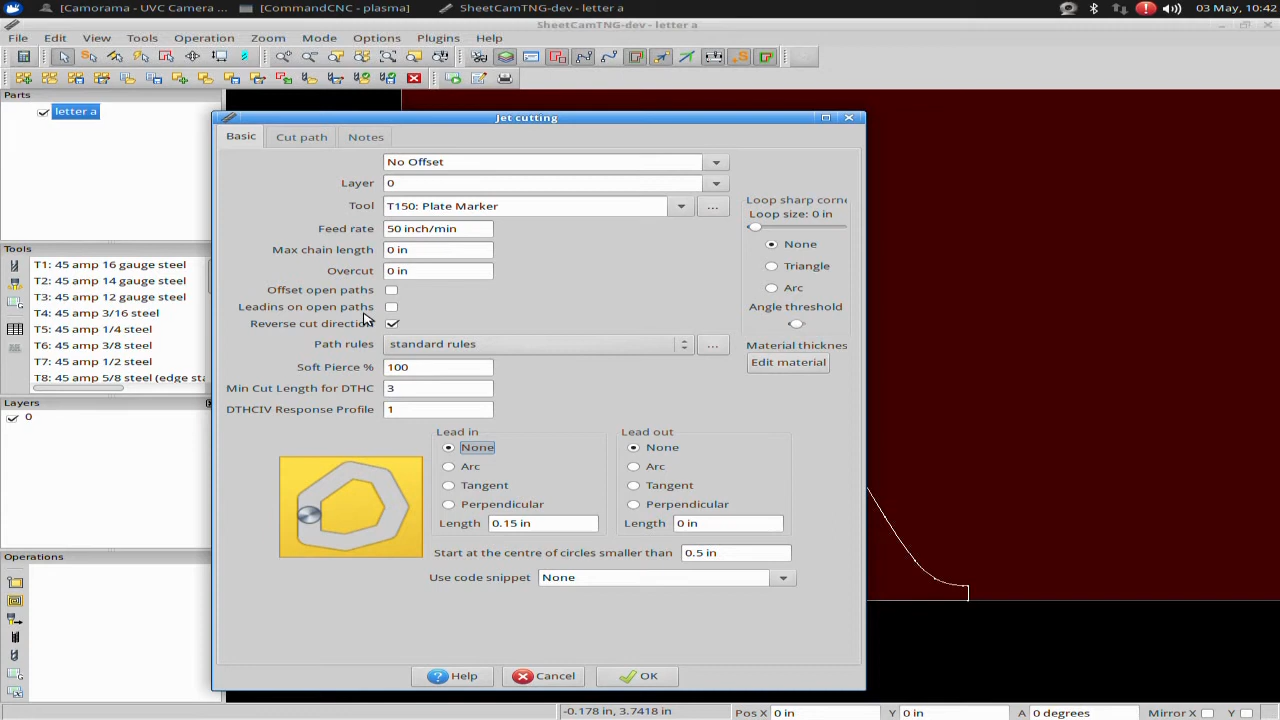 Camorama - UVC Camera ...
[CommandCNC - plasma]
SheetCamTNG-dev - letter a
03 May, 10:42
SheetCamTNG-dev - letter a
File Edit View Tools Operation Zoom Mode Options Plugins Help
Parts
letter a
Tools
T1: 45 amp 16 gauge steel
T2: 45 amp 14 gauge steel
T3: 45 amp 12 gauge steel
T4: 45 amp 3/16 steel
T5: 45 amp 1/4 steel
T6: 45 amp 3/8 steel
T7: 45 amp 1/2 steel
T8: 45 amp 5/8 steel (edge sta
Layers
0
Operations
Jet cutting
Basic Cut path Notes
No Offset
Layer 0
Tool T150: Plate Marker ...
Feed rate 50 inch/min
Max chain length 0 in
Overcut 0 in
Offset open paths
Leadins on open paths
Reverse cut direction
Path rules standard rules ...
Soft Pierce % 100
Min Cut Length for DTHC 3
DTHCIV Response Profile 1
Loop sharp corne
Loop size: 0 in
None
Triangle
Arc
Angle threshold
Material thicknes
Edit material
Lead in
None
Arc
Tangent
Perpendicular
Length 0.15 in
Lead out
None
Arc
Tangent
Perpendicular
Length 0 in
Start at the centre of circles smaller than 0.5 in
Use code snippet None
Help Cancel OK
-0.178 in, 3.7418 in Pos X 0 in Y 0 in A 0 degrees Mirror X Y